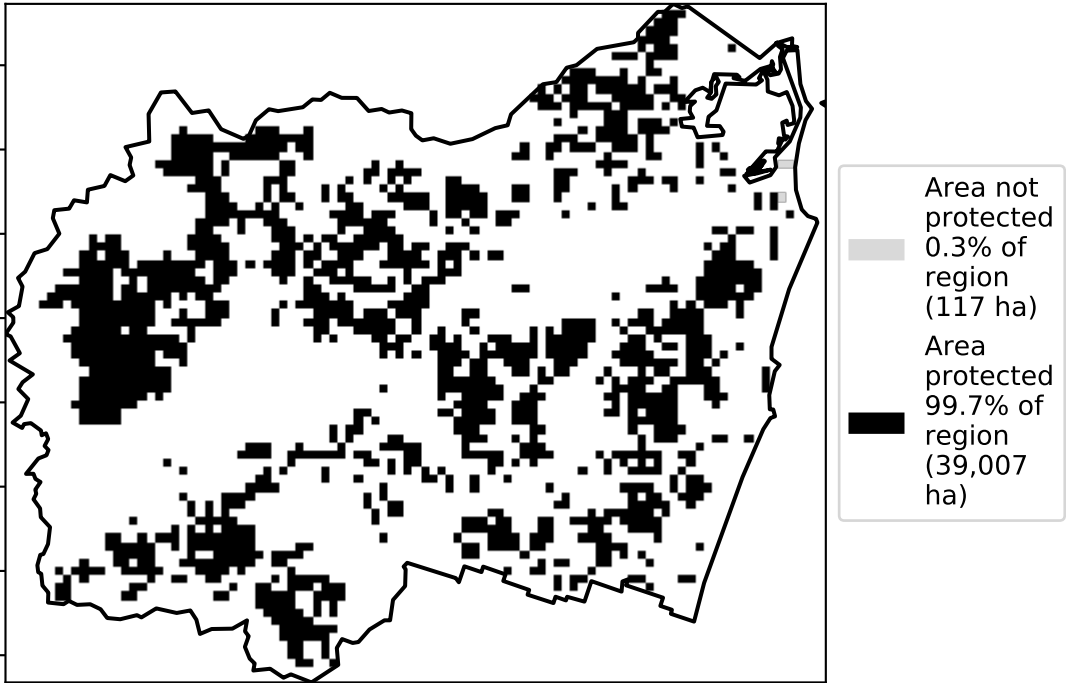 Area not
protected
0.3% of
region
(117 ha)
Area
protected
99.7% of
region
(39,007
ha)